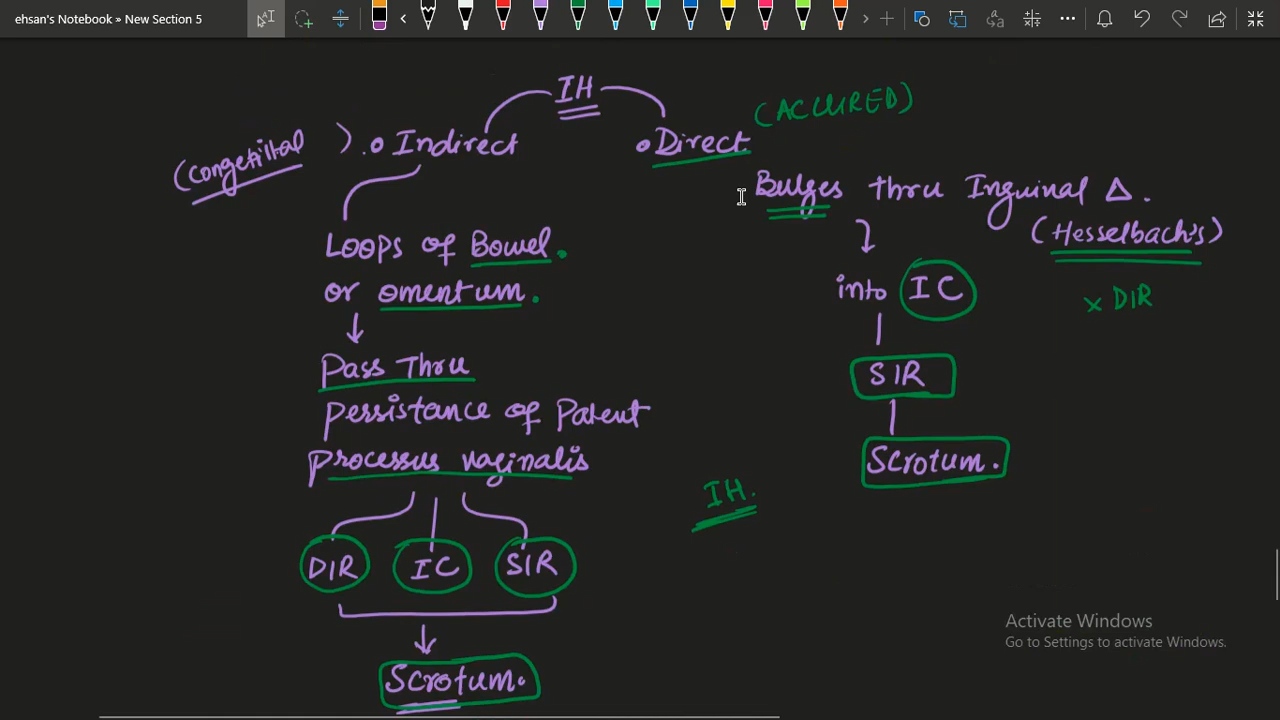 ehsan's Notebook » New Section 5
IH
(ACCURED)
(Congetital).
• Indirect
• Direct
Loops of Bowel.
or omentum.
Pass Thru
Persistance of Patent
processus vaginalis
DIR IC SIR
Scrotum.
Bulges thru Inguinal Δ.
(Hesselbach's)
into IC
x DIR
SIR
Scrotum.
IH.
Activate Windows
Go to Settings to activate Windows.